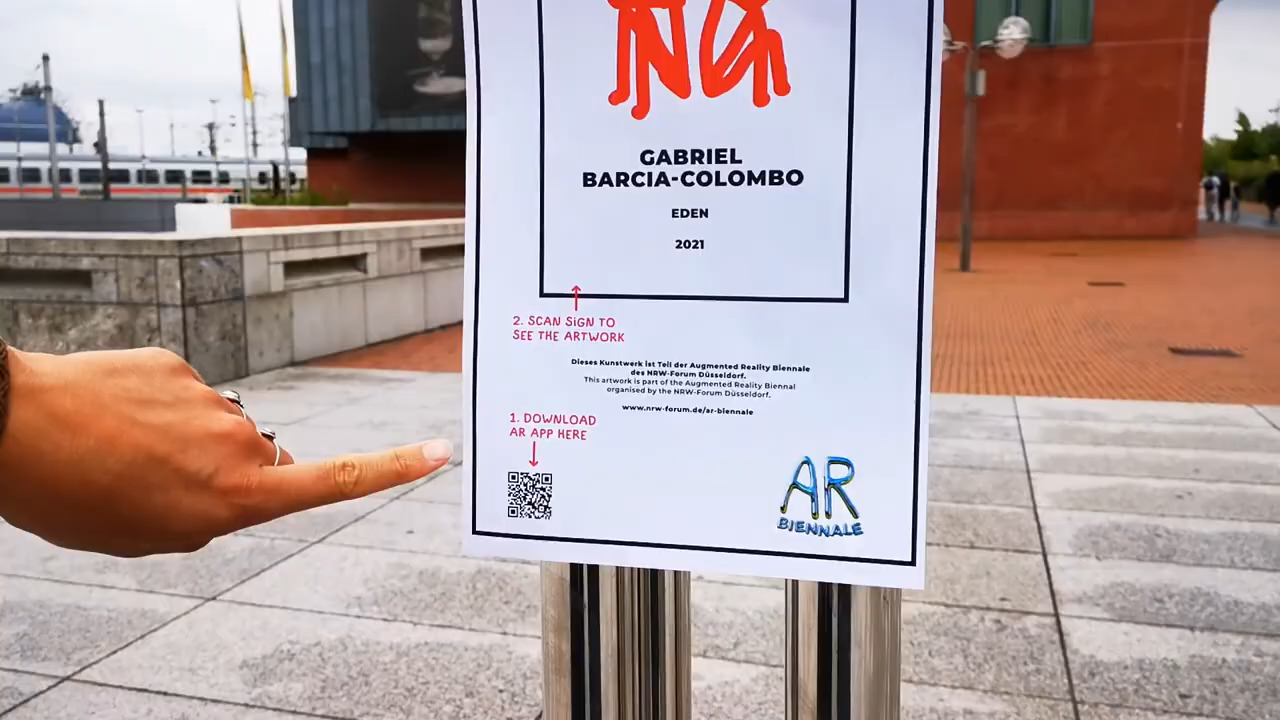 GABRIEL
BARCIA-COLOMBO
EDEN
2021
2. SCAN SIGN TO
SEE THE ARTWORK
Dieses Kunstwerk ist Teil der Augmented Reality Biennale
des NRW-Forum Düsseldorf.
This artwork is part of the Augmented Reality Biennal
organised by the NRW-Forum Düsseldorf.
www.nrw-forum.de/ar-biennale
1. DOWNLOAD
AR APP HERE
AR
BIENNALE